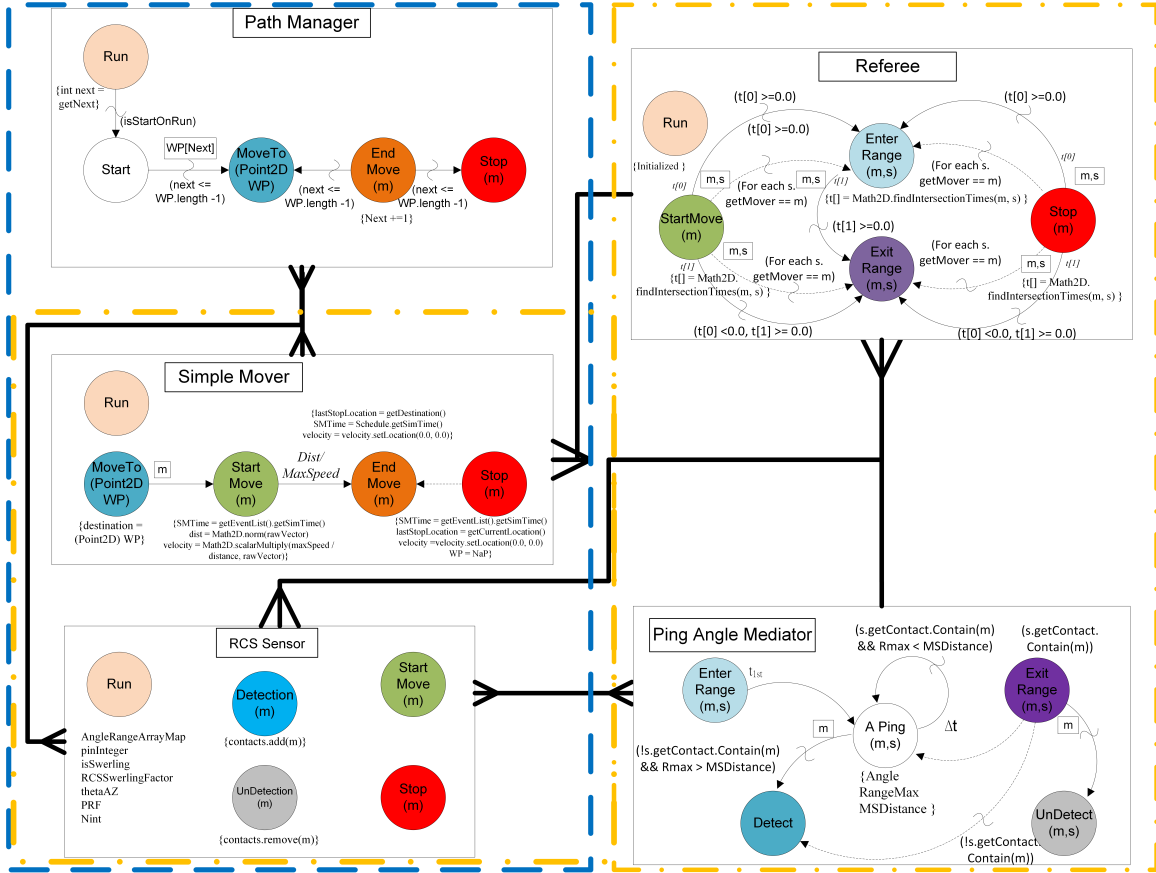 Path Manager
Run
{int next =
getNext}
(isStartOnRun)
Start
WP[Next]
(next <=
WP.length -1)
MoveTo
(Point2D
WP)
(next <=
WP.length -1)
End
Move
(m)
{Next +=1}
(next <=
WP.length -1)
Stop
(m)
Simple Mover
Run
MoveTo
(Point2D
WP)
{destination =
(Point2D) WP}
m
Start
Move
(m)
{SMTime = getEventList().getSimTime()
dist = Math2D.norm(rawVector)
velocity = Math2D.scalarMultiply(maxSpeed /
distance, rawVector)}
Dist/
MaxSpeed
{lastStopLocation = getDestination()
SMTime = Schedule.getSimTime()
velocity = velocity.setLocation(0.0, 0.0)}
End
Move
(m)
Stop
(m)
{SMTime = getEventList().getSimTime()
lastStopLocation = getCurrentLocation()
velocity =velocity.setLocation(0.0, 0.0)
WP = NaP}
RCS Sensor
Run
AngleRangeArrayMap
pinInteger
isSwerling
RCSSwerlingFactor
thetaAZ
PRF
Nint
Detection
(m)
{contacts.add(m)}
UnDetection
(m)
{contacts.remove(m)}
Start
Move
(m)
Stop
(m)
Referee
Run
{Initialized }
(t[0] >=0.0)
(t[0] >=0.0)
(t[0] >=0.0)
Enter
Range
(m,s)
t[0]
m,s
(For each s.
getMover == m)
m,s
t[1]
{t[] = Math2D.findIntersectionTimes(m, s) }
(For each s.
getMover == m)
t[0]
m,s
StartMove
(m)
Stop
(m)
(t[1] >=0.0)
m,s
t[1]
{t[] = Math2D.
findIntersectionTimes(m, s) }
(For each s.
getMover == m)
Exit
Range
(m,s)
(For each s.
getMover == m)
m,s
t[1]
{t[] = Math2D.
findIntersectionTimes(m, s) }
(t[0] <0.0, t[1] >= 0.0)
(t[0] <0.0, t[1] >= 0.0)
Ping Angle Mediator
(s.getContact.Contain(m)
&& Rmax < MSDistance)
(s.getContact.
Contain(m))
Enter
Range
(m,s)
t1st
Exit
Range
(m,s)
m
A Ping
(m,s)
Δt
m
(!s.getContact.Contain(m)
&& Rmax > MSDistance)
{Angle
RangeMax
MSDistance }
Detect
UnDetect
(m,s)
(!s.getContact.
Contain(m))